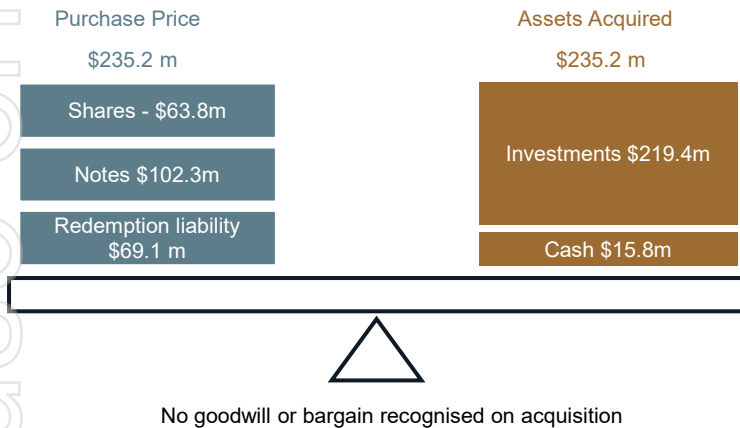 Purchase Price
$235.2 m
Shares - $63.8m
Notes $102.3m
Redemption liability
$69.1 m
Assets Acquired
$235.2 m
Investments $219.4m
Cash $15.8m
No goodwill or bargain recognised on acquisition